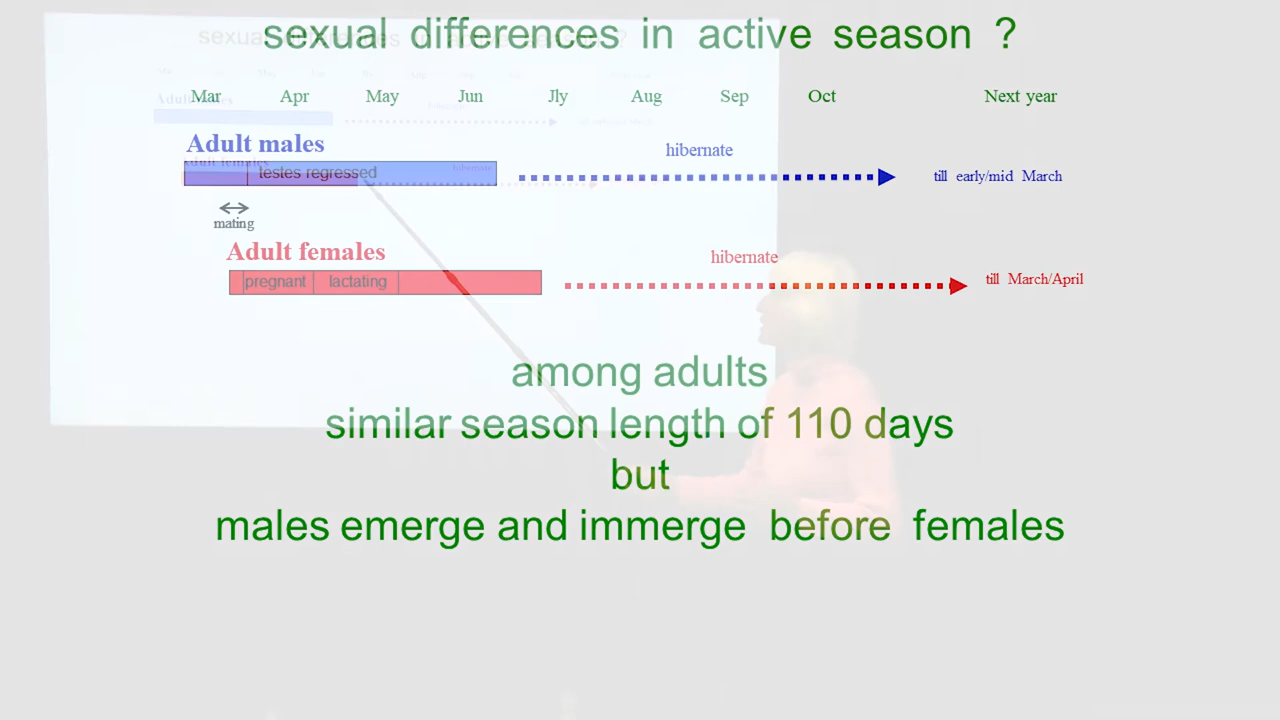 sexual differences in active season ?
Mar Apr May Jun Jly Aug Sep Oct Next year
Adult males
hibernate
testes regressed
till early/mid March
mating
Adult females
hibernate
pregnant lactating
till March/April
among adults
similar season length of 110 days
but
males emerge and immerge before females